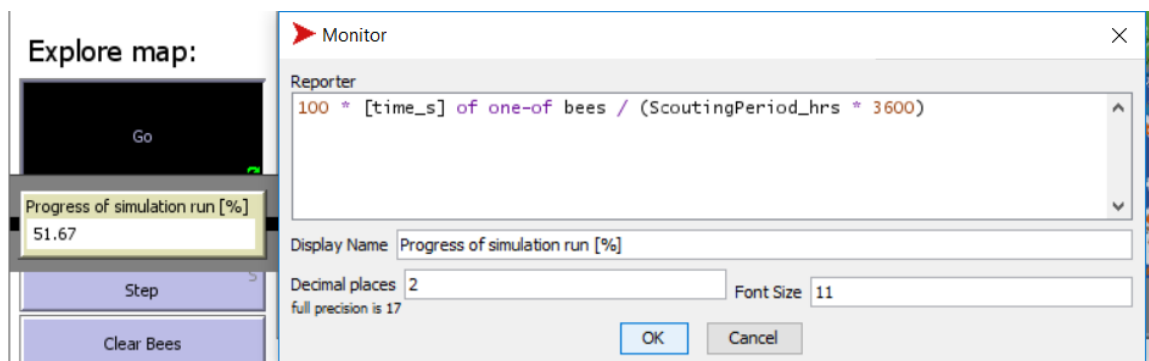 Explore map:
Go
Progress of simulation run [%]
51.67
Step
S
Clear Bees
Monitor
Reporter
100 * [time_s] of one-of bees / (ScoutingPeriod_hrs * 3600)
Display Name Progress of simulation run [%]
Decimal places 2
Font Size 11
full precision is 17
OK
Cancel